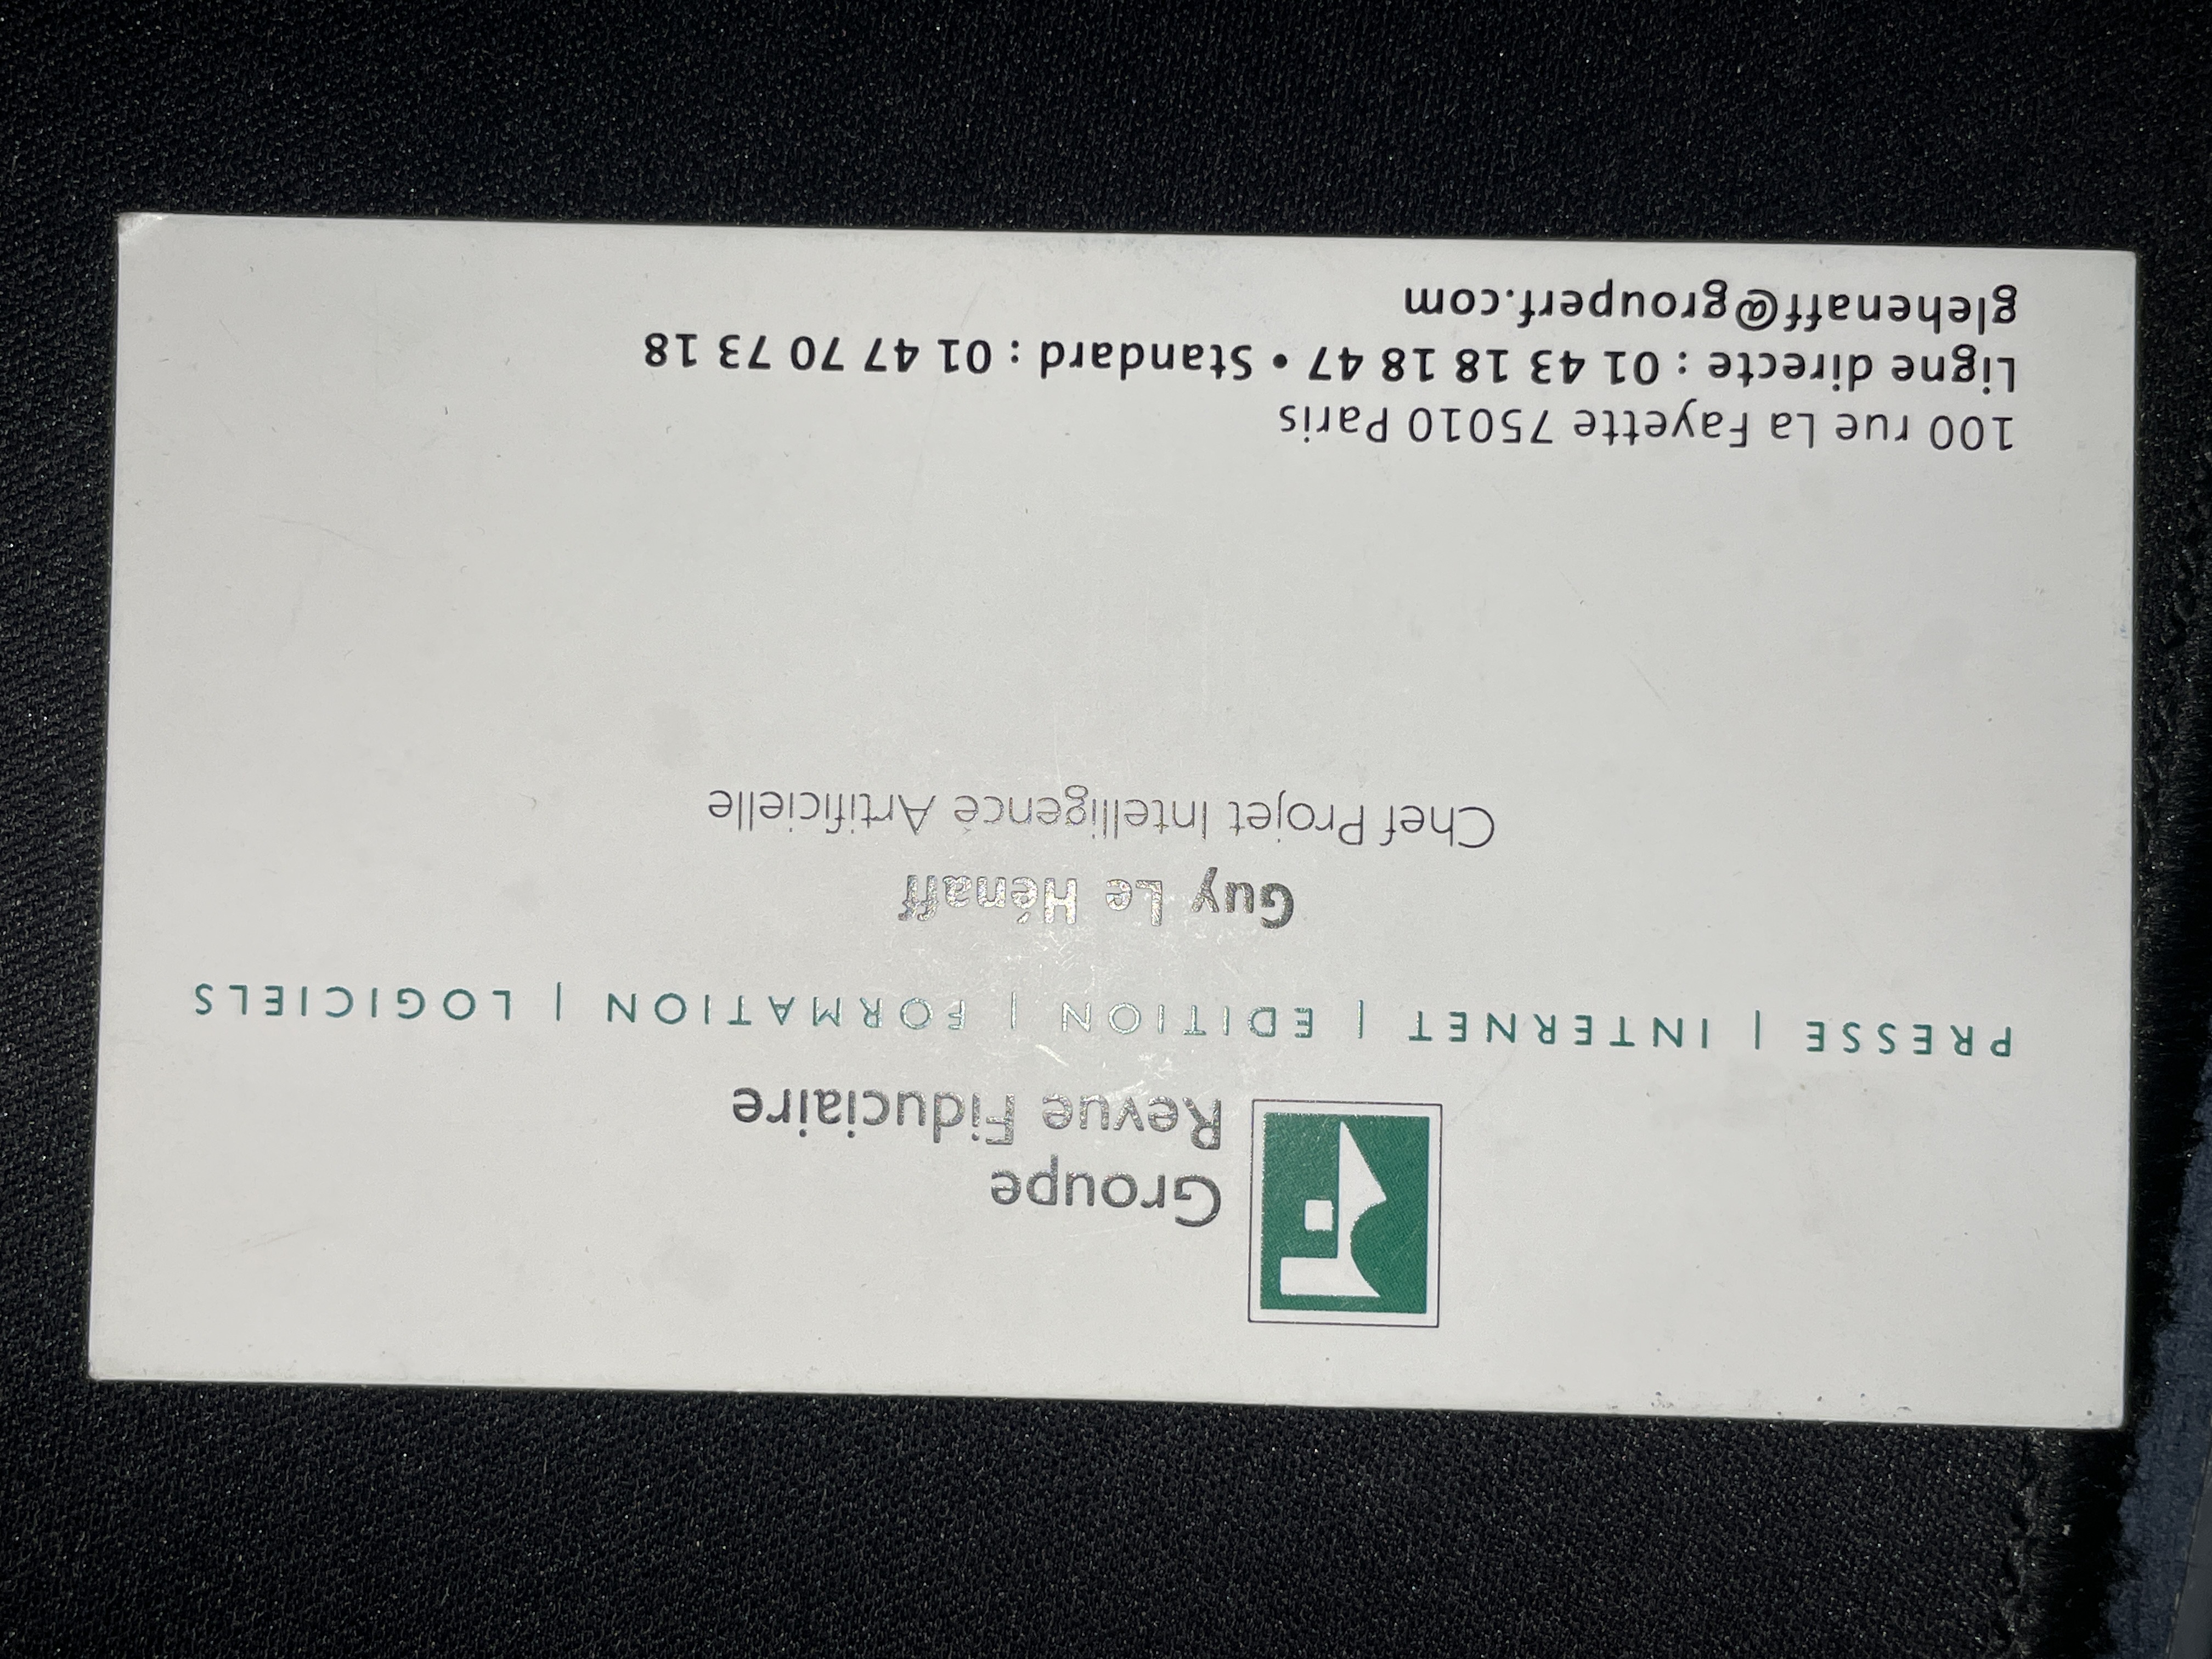 Groupe
Revue Fiduciaire
PRESSE | INTERNET | EDITION | FORMATION | LOGICIELS
Guy Le Hénaff
Chef Projet Intelligence Artificielle
100 rue La Fayette 75010 Paris
Ligne directe : 01 43 18 18 47 • Standard : 01 47 70 73 18
glehenaff@grouperf.com